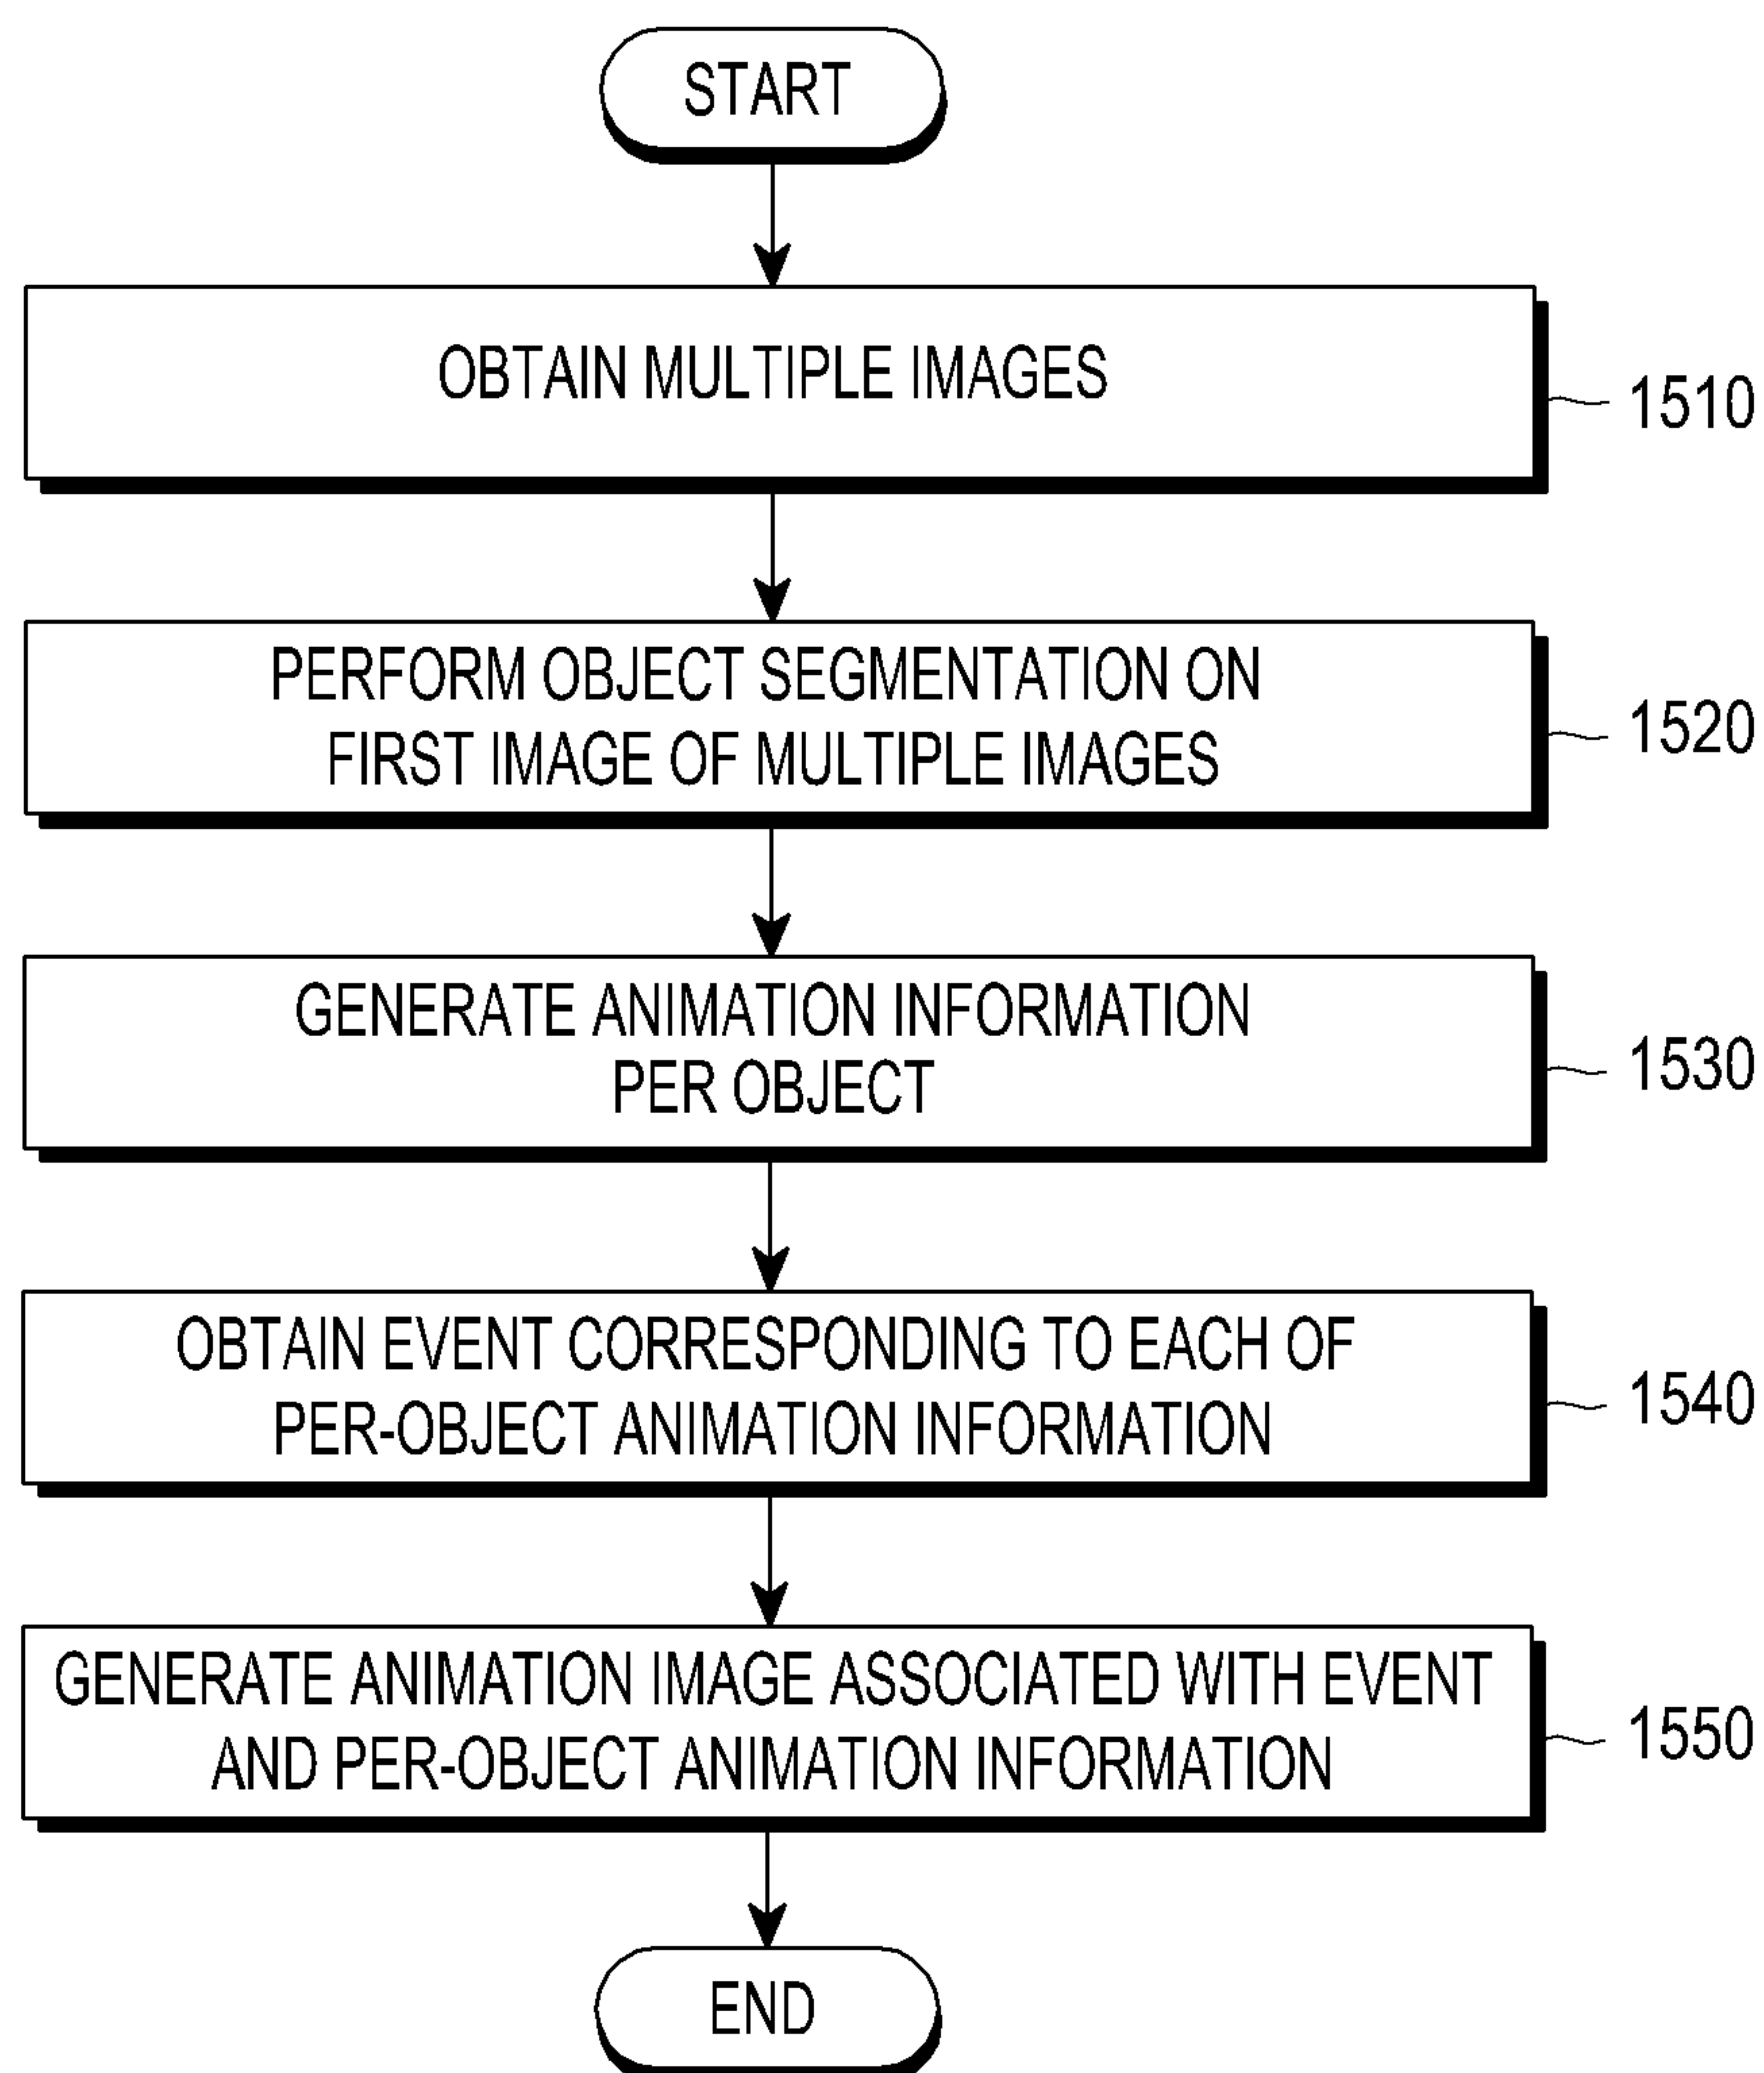 START
OBTAIN MULTIPLE IMAGES
1510
PERFORM OBJECT SEGMENTATION ON
FIRST IMAGE OF MULTIPLE IMAGES
1520
GENERATE ANIMATION INFORMATION
PER OBJECT
1530
OBTAIN EVENT CORRESPONDING TO EACH OF
PER-OBJECT ANIMATION INFORMATION
1540
GENERATE ANIMATION IMAGE ASSOCIATED WITH EVENT
AND PER-OBJECT ANIMATION INFORMATION
1550
END